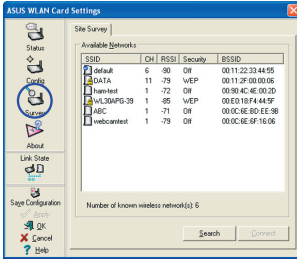 ASUS WLAN Card Settings
Status
Config
Survey
About
Link State
Save Configuration
Apply
OK
Cancel
Help
Site Survey
Available Networks
SSID CH RSSI Security BSSID
default 6 -90 Off 00:11:22:33:44:55
DATA 11 -79 WEP 00:11:2F:00:00:06
ham-test 1 -72 Off 00:90:4C:4E:00:2D
WL30APG-39 1 -85 WEP 00:E0:18:F4:44:5F
ABC 1 -71 Off 00:0C:6E:BD:EE:9B
webcamtest 1 -79 Off 00:0C:6E:6F:16:06
Number of known wireless network(s): 6
Search Connect